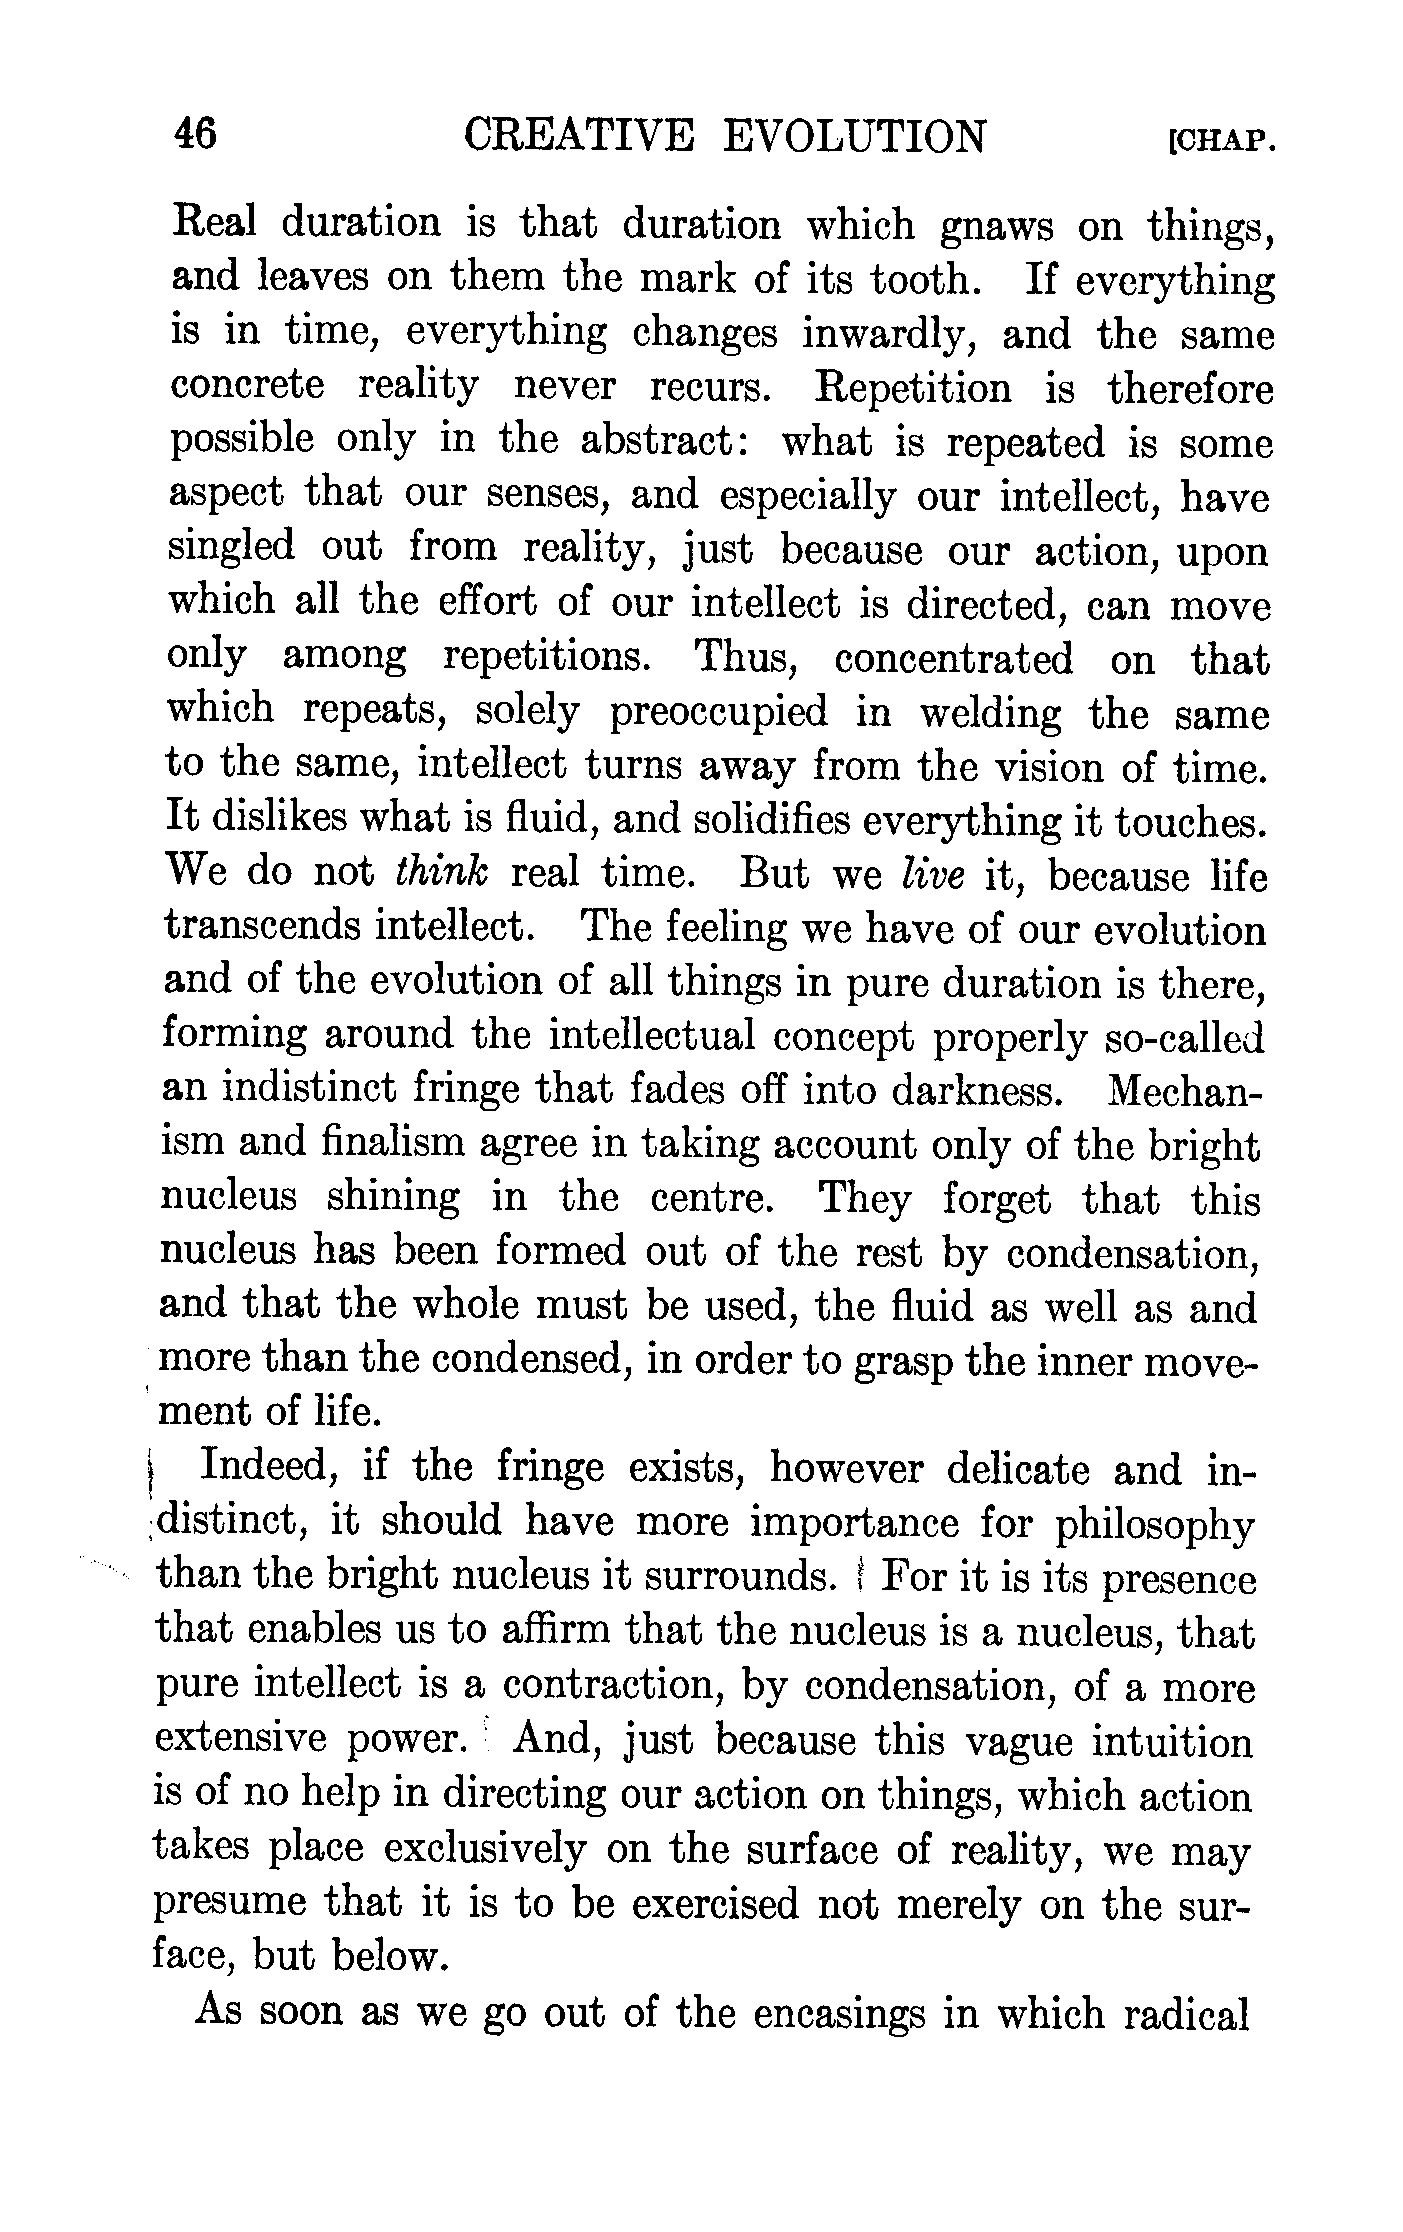 46 CREATIVE EVOLUTION [CHAP.
Real duration is that duration which gnaws on things,
and leaves on them the mark of its tooth. If everything
is in time, everything changes inwardly, and the same
concrete reality never recurs. Repetition is therefore
possible only in the abstract: what is repeated is some
aspect that our senses, and especially our intellect, have
singled out from reality, just because our action, upon
which all the effort of our intellect is directed, can move
only among repetitions. Thus, concentrated on that
which repeats, solely preoccupied in welding the same
to the same, intellect turns away from the vision of time.
It dislikes what is fluid, and solidifies everything it touches.
We do not think real time. But we live it, because life
transcends intellect. The feeling we have of our evolution
and of the evolution of all things in pure duration is there,
forming around the intellectual concept properly so-called
an indistinct fringe that fades off into darkness. Mechan-
ism and finalism agree in taking account only of the bright
nucleus shining in the centre. They forget that this
nucleus has been formed out of the rest by condensation,
and that the whole must be used, the fluid as well as and
more than the condensed, in order to grasp the inner move-
ment of life.
Indeed, if the fringe exists, however delicate and in-
distinct, it should have more importance for philosophy
than the bright nucleus it surrounds. For it is its presence
that enables us to affirm that the nucleus is a nucleus, that
pure intellect is a contraction, by condensation, of a more
extensive power. And, just because this vague intuition
is of no help in directing our action on things, which action
takes place exclusively on the surface of reality, we may
presume that it is to be exercised not merely on the sur-
face, but below.
As soon as we go out of the encasings in which radical